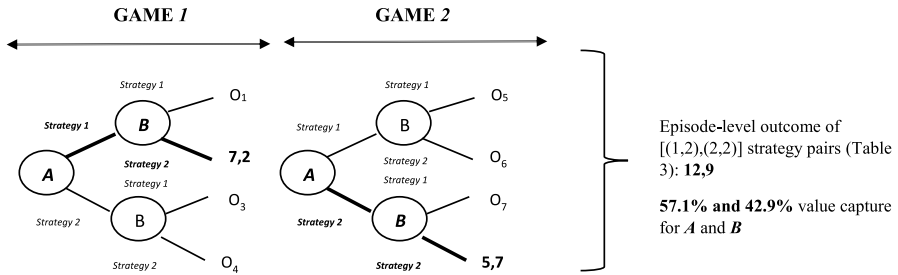 GAME 1
GAME 2
Strategy 1
O1
Strategy 1
B
Strategy 2
7,2
A
Strategy 1
Strategy 2
B
O3
Strategy 2
O4
Strategy 1
O5
Strategy 1
B
Strategy 2
O6
A
Strategy 1
O7
Strategy 2
B
Strategy 2
5,7
Episode-level outcome of
[(1,2),(2,2)] strategy pairs (Table
3): 12,9
57.1% and 42.9% value capture
for A and B